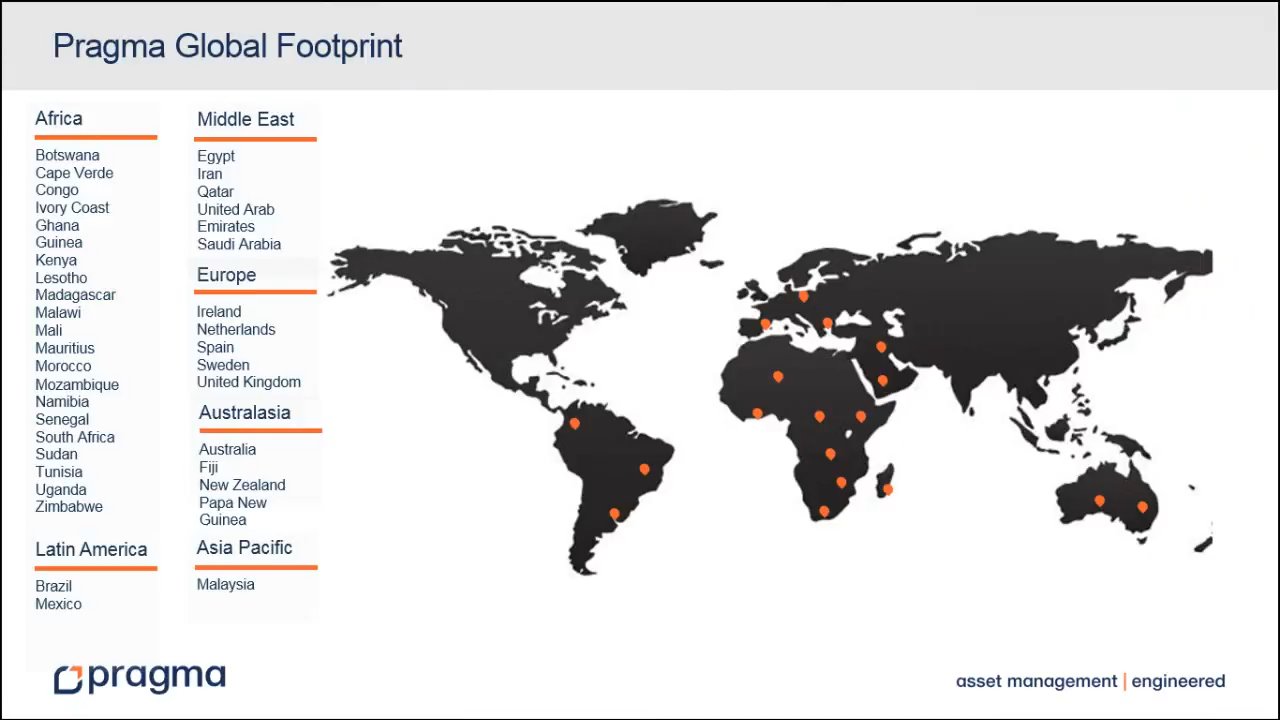 Pragma Global Footprint
Africa
Botswana
Cape Verde
Congo
Ivory Coast
Ghana
Guinea
Kenya
Lesotho
Madagascar
Malawi
Mali
Mauritius
Morocco
Mozambique
Namibia
Senegal
South Africa
Sudan
Tunisia
Uganda
Zimbabwe
Latin America
Brazil
Mexico
Middle East
Egypt
Iran
Qatar
United Arab
Emirates
Saudi Arabia
Europe
Ireland
Netherlands
Spain
Sweden
United Kingdom
Australasia
Australia
Fiji
New Zealand
Papa New
Guinea
Asia Pacific
Malaysia
pragma
asset management | engineered